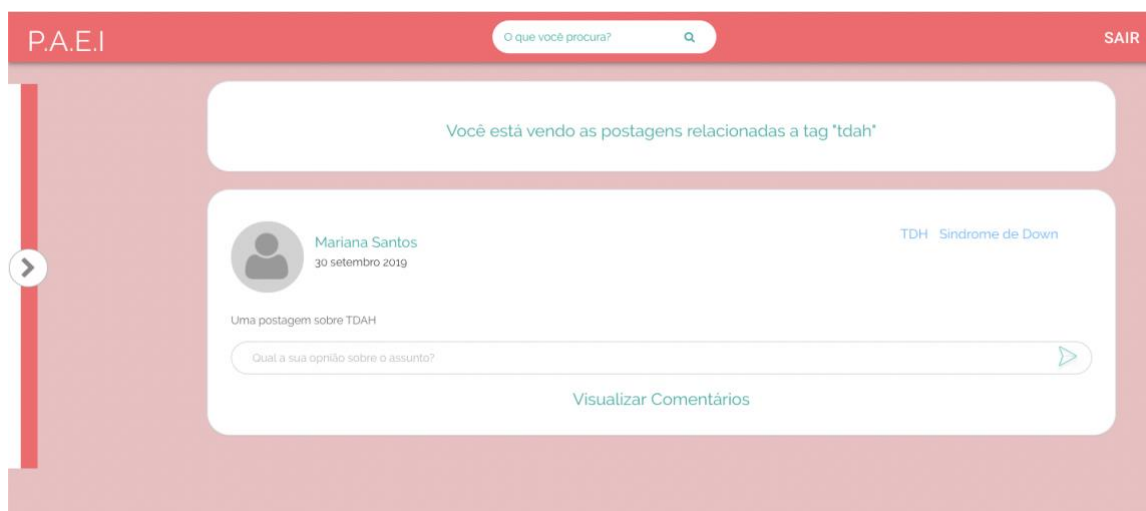 P.A.E.I
O que você procura?
SAIR
Você está vendo as postagens relacionadas a tag "tdah"
Mariana Santos
30 setembro 2019
TDH Sindrome de Down
Uma postagem sobre TDAH
Qual a sua opnião sobre o assunto?
Visualizar Comentários